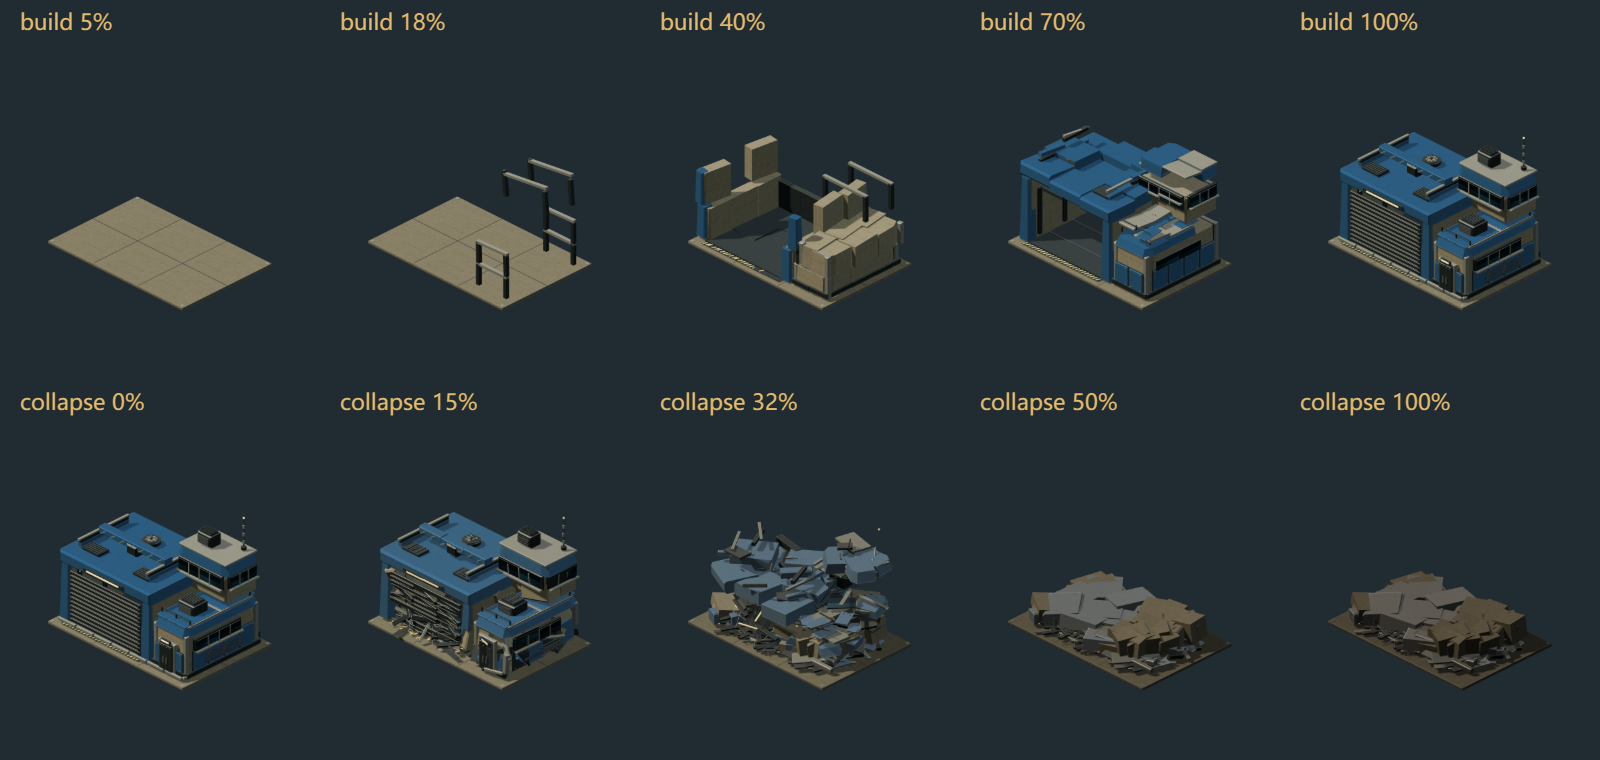 build 5%
build 18%
build 40%
build 70%
build 100%
collapse 0%
collapse 15%
collapse 32%
collapse 50%
collapse 100%